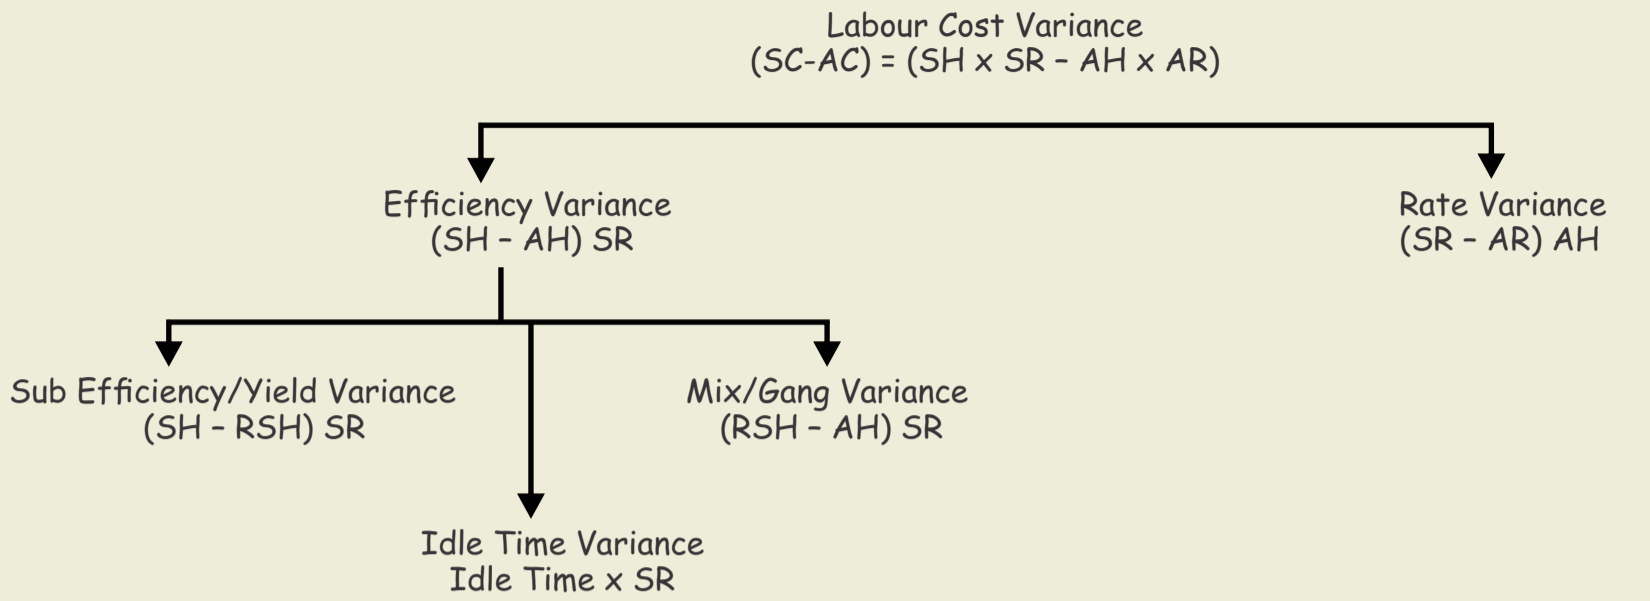 Labour Cost Variance
(SC-AC) = (SH x SR – AH x AR)
Efficiency Variance
(SH – AH) SR
Rate Variance
(SR – AR) AH
Sub Efficiency/Yield Variance
(SH – RSH) SR
Mix/Gang Variance
(RSH – AH) SR
Idle Time Variance
Idle Time x SR